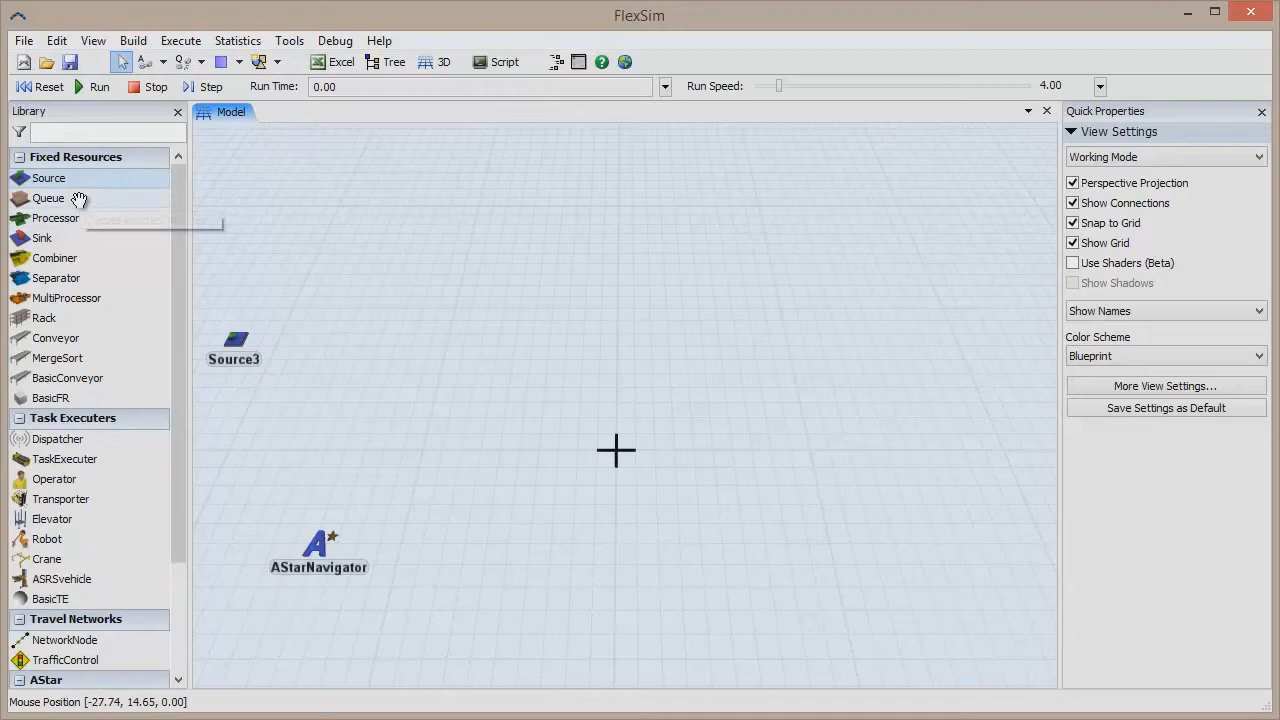 FlexSim
File Edit View Build Execute Statistics Tools Debug Help
Excel Tree 3D Script
Reset Run Stop Step Run Time: 0.00 Run Speed: 4.00
Library
Model
Quick Properties
View Settings
Fixed Resources
Source
Queue
Processor
Sink
Combiner
Separator
MultiProcessor
Rack
Conveyor
MergeSort
BasicConveyor
BasicFR
Task Executers
Dispatcher
TaskExecuter
Operator
Transporter
Elevator
Robot
Crane
ASRSvehicle
BasicTE
Travel Networks
NetworkNode
TrafficControl
AStar
Source3
AStarNavigator
Working Mode
Perspective Projection
Show Connections
Snap to Grid
Show Grid
Use Shaders (Beta)
Show Shadows
Show Names
Color Scheme
Blueprint
More View Settings...
Save Settings as Default
Mouse Position [-27.74, 14.65, 0.00]